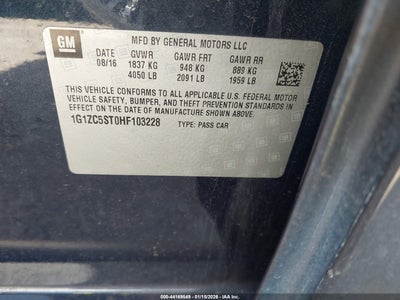 GM
MFD BY GENERAL MOTORS LLC
DATE GVWR GAWR FRT GAWR RR
08/16 1837 KG 948 KG 889 KG
4050 LB 2091 LB 1959 LB
THIS VEHICLE CONFORMS TO ALL APPLICABLE U.S. FEDERAL MOTOR
VEHICLE SAFETY, BUMPER, AND THEFT PREVENTION STANDARDS IN
EFFECT ON THE DATE OF MANUFACTURE SHOWN ABOVE.
1G1ZC5ST0HF103228 TYPE: PASS CAR
000-44169549 - 01/15/2026 - IAA